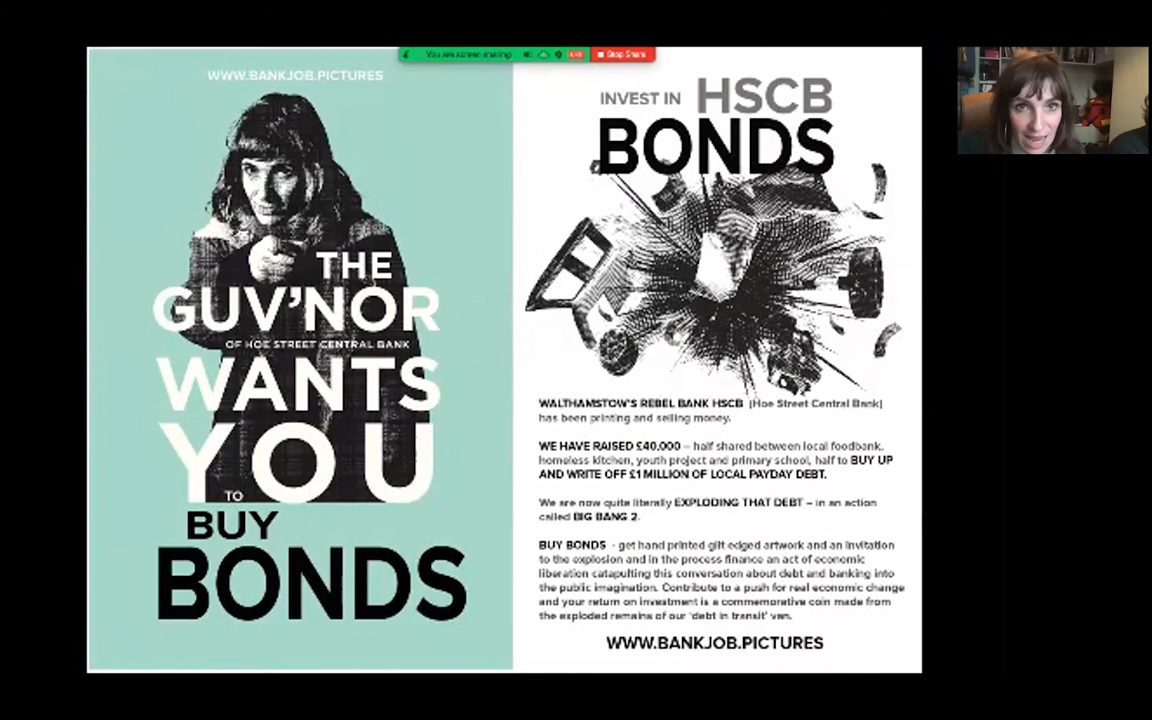 You are screen sharing
Stop Share
WWW.BANKJOB.PICTURES
THE
GUV'NOR
OF HOE STREET CENTRAL BANK
WANTS
YOU
TO
BUY
BONDS
INVEST IN HSCB
BONDS
WALTHAMSTOW'S REBEL BANK HSCB (Hoe Street Central Bank)
has been printing and selling money.
WE HAVE RAISED £40,000 – half shared between local foodbank,
homeless kitchen, youth project and primary school, half to BUY UP
AND WRITE OFF £1 MILLION OF LOCAL PAYDAY DEBT.
We are now quite literally EXPLODING THAT DEBT – in an action
called BIG BANG 2.
BUY BONDS - get hand printed gilt edged artwork and an invitation
to the explosion and in the process finance an act of economic
liberation catapulting this conversation about debt and banking into
the public imagination. Contribute to a push for real economic change
and your return on investment is a commemorative coin made from
the exploded remains of our 'debt in transit' van.
WWW.BANKJOB.PICTURES